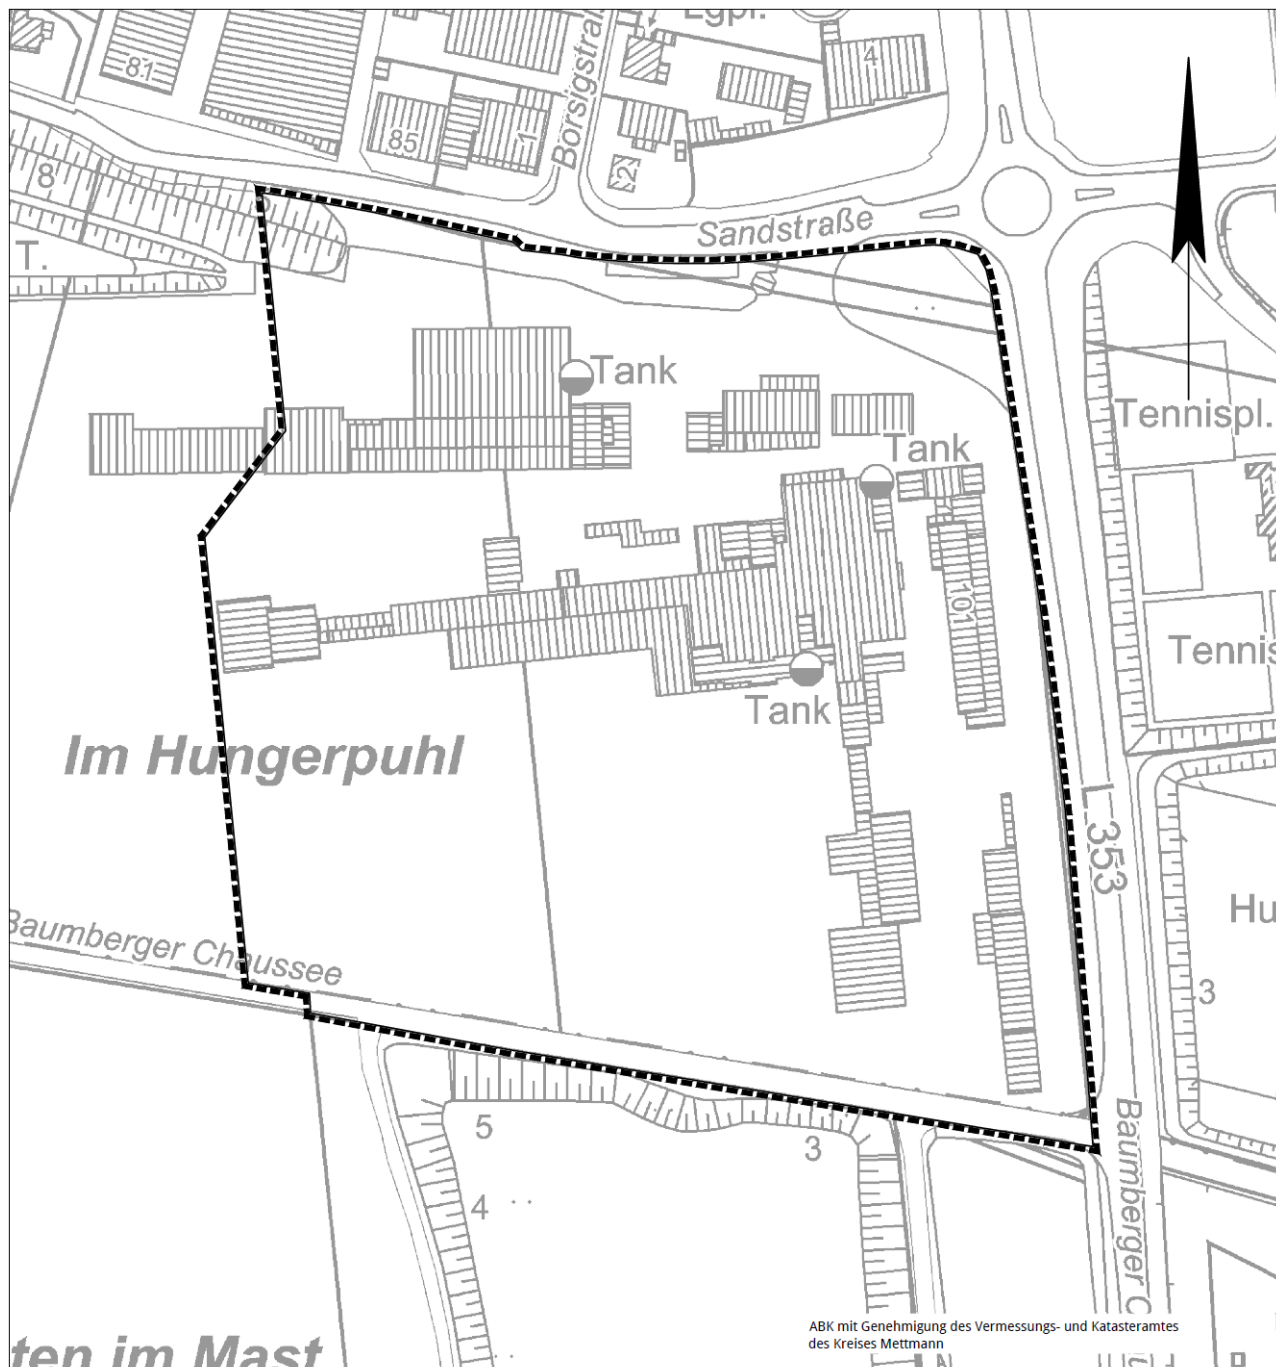 Lgpl.
81
4
85
1
Borsigstraße
2
8
T.
Sandstraße
Tank
Tennispl.
Tank
101
Tennis
Tank
Im Hungerpuhl
L 353
Hu
Baumberger Chaussee
3
5
3
4
Baumberger C
ten im Mast
ABK mit Genehmigung des Vermessungs- und Katasteramtes
des Kreises Mettmann